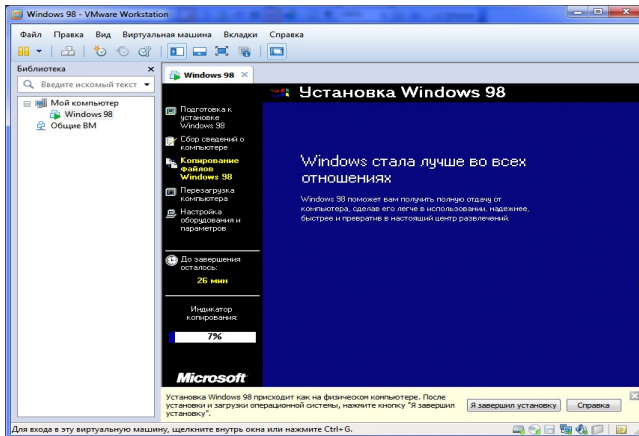 Windows 98 - VMware Workstation
Файл Правка Вид Виртуальная машина Вкладки Справка
Библиотека
Введите искомый текст
Мой компьютер
Windows 98
Общие ВМ
Windows 98
Установка Windows 98
Подготовка к
установке
Windows 98
Сбор сведений о
компьютере
Копирование
файлов
Windows 98
Перезагрузка
компьютера
Настройка
оборудования и
параметров
До завершения
осталось:
26 мин
Индикатор
копирования:
7%
Microsoft
Windows стала лучше во всех
отношениях
Windows 98 поможет вам получить полную отдачу от
компьютера, сделав его легче в использовании, надежнее,
быстрее и превратив в настоящий центр развлечений.
Установка Windows 98 присходит как на физическом компьютере. После
установки и загрузки операционной системы, нажмите кнопку "Я завершил
установку".
Я завершил установку
Справка
Для входа в эту виртуальную машину, щелкните внутрь окна или нажмите Ctrl+G.